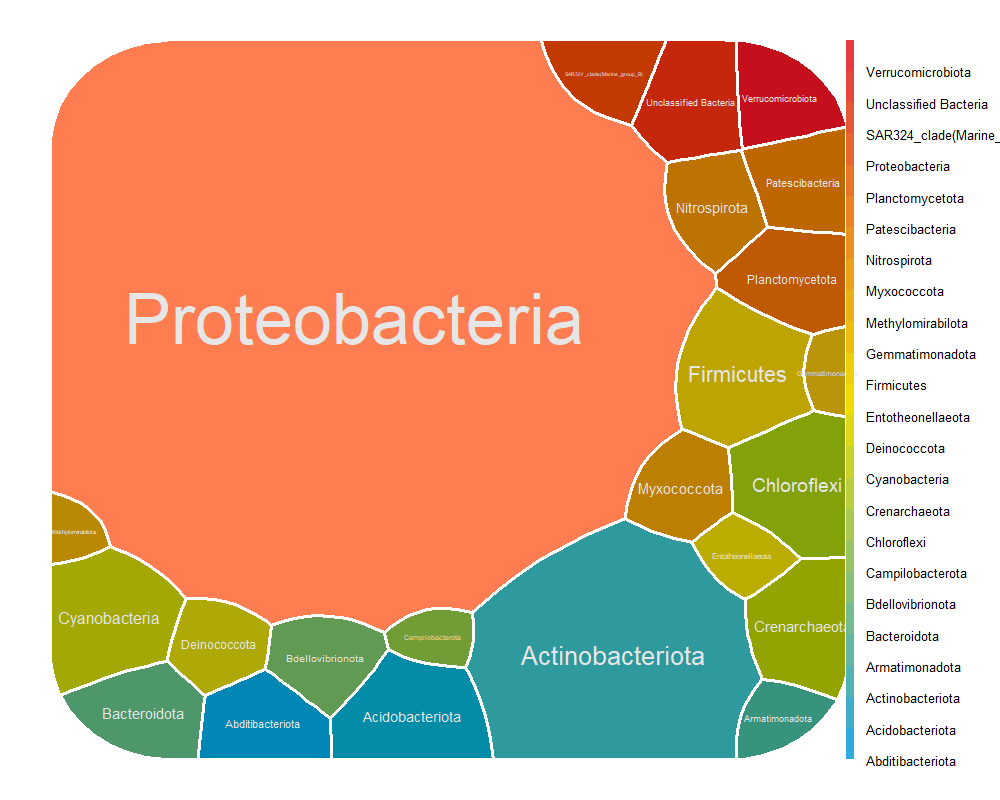 SAR324_clade(Marine_group_B)
Unclassified Bacteria
Verrucomicrobiota
Patescibacteria
Nitrospirota
Planctomycetota
Proteobacteria
Firmicutes
Gemmatimonad
Chloroflexi
Myxococcota
Methylomirabilota
Entotheonellaeota
Cyanobacteria
Crenarchaeota
Campilobacterota
Deinococcota
Bdellovibrionota
Actinobacteriota
Bacteroidota
Acidobacteriota
Armatimonadota
Abditibacteriota
Verrucomicrobiota
Unclassified Bacteria
SAR324_clade(Marine_
Proteobacteria
Planctomycetota
Patescibacteria
Nitrospirota
Myxococcota
Methylomirabilota
Gemmatimonadota
Firmicutes
Entotheonellaeota
Deinococcota
Cyanobacteria
Crenarchaeota
Chloroflexi
Campilobacterota
Bdellovibrionota
Bacteroidota
Armatimonadota
Actinobacteriota
Acidobacteriota
Abditibacteriota